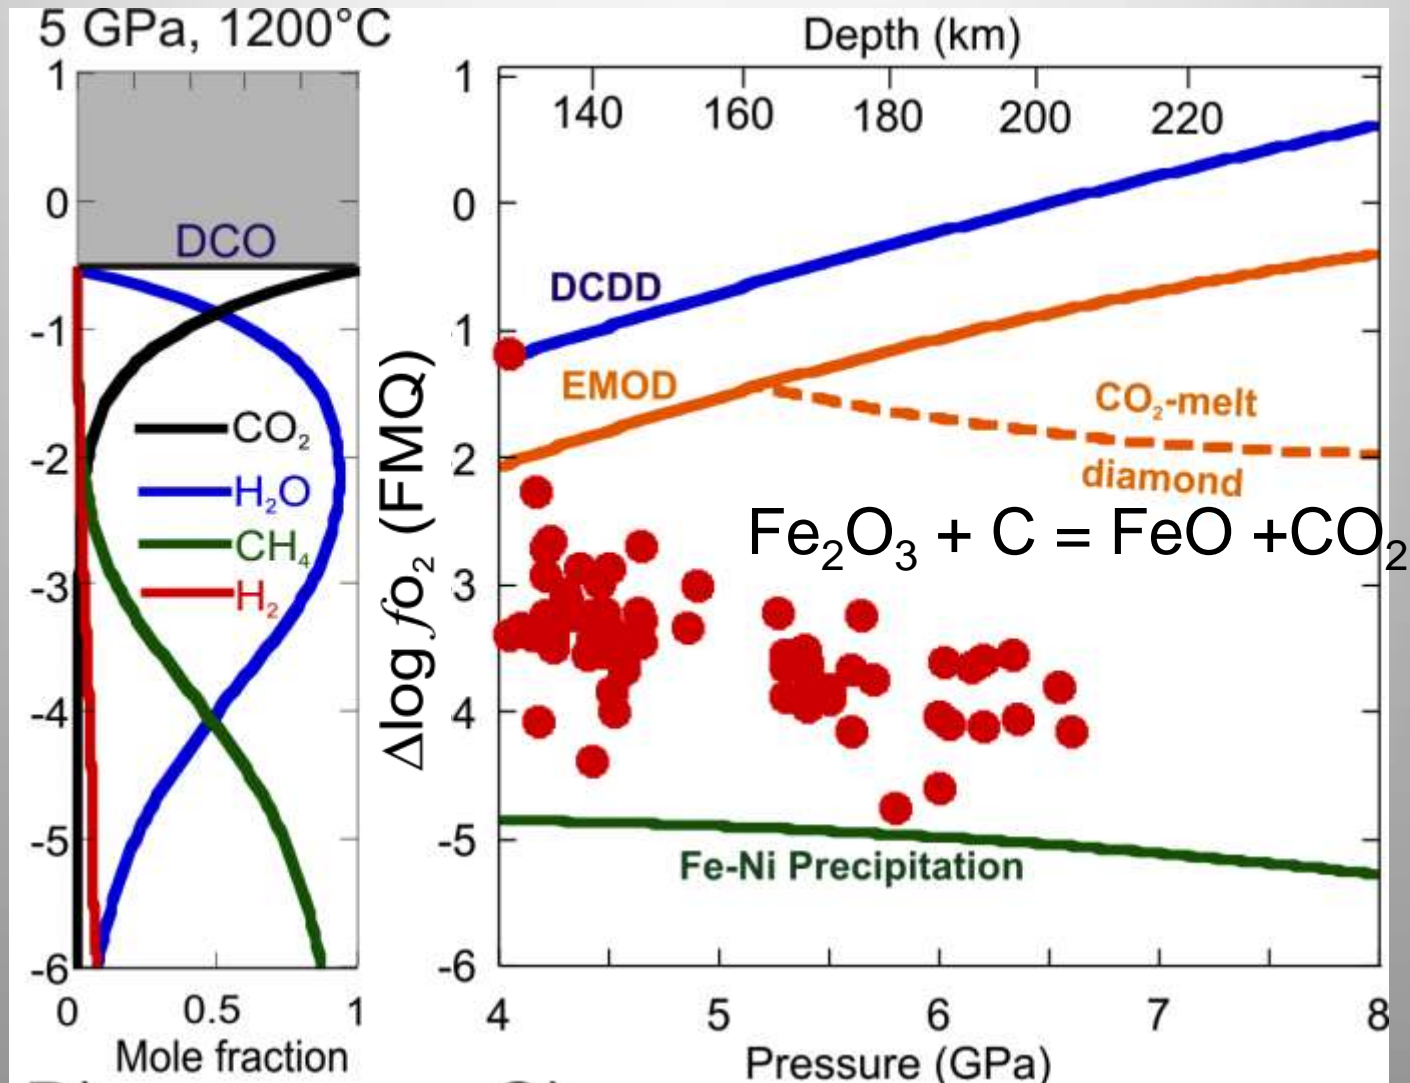 5 GPa, 1200°C
1
0
-1
-2
-3
-4
-5
-6
DCO
CO₂
H₂O
CH₄
H₂
0 0.5 1
Mole fraction
Δlog fo₂ (FMQ)
Depth (km)
140 160 180 200 220
1
0
1
2
3
4
-5
-6
DCDD
EMOD
CO₂-melt
diamond
Fe₂O₃ + C = FeO +CO₂
Fe-Ni Precipitation
4 5 6 7 8
Pressure (GPa)